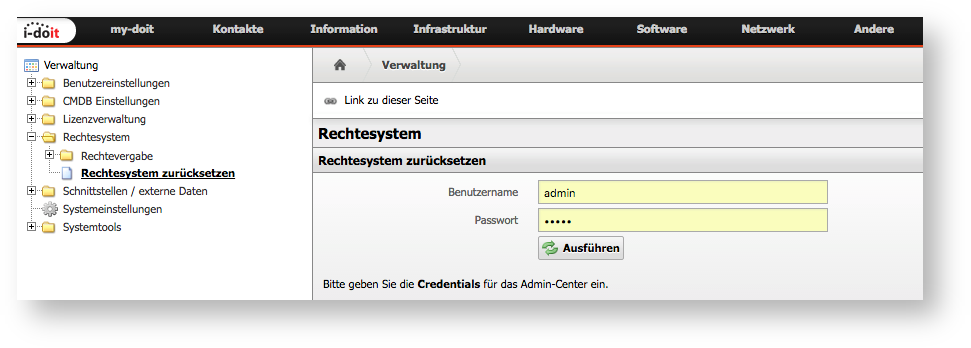 i-doit my-doit Kontakte Information Infrastruktur Hardware Software Netzwerk Andere
Verwaltung
Benutzereinstellungen
CMDB Einstellungen
Lizenzverwaltung
Rechtesystem
Rechtevergabe
Rechtesystem zurücksetzen
Schnittstellen / externe Daten
Systemeinstellungen
Systemtools
Verwaltung
Link zu dieser Seite
Rechtesystem
Rechtesystem zurücksetzen
Benutzername admin
Passwort •••••
Ausführen
Bitte geben Sie die Credentials für das Admin-Center ein.